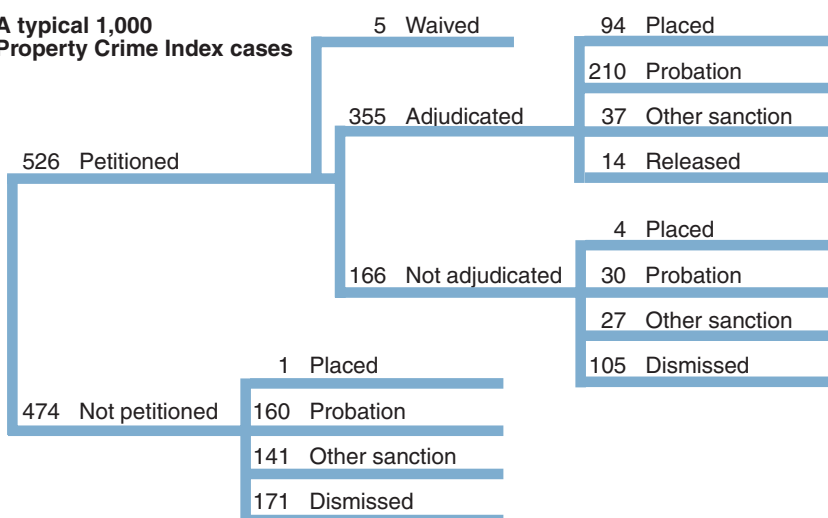 A typical 1,000
Property Crime Index cases
5 Waived
94 Placed
210 Probation
355 Adjudicated
37 Other sanction
14 Released
526 Petitioned
4 Placed
166 Not adjudicated
30 Probation
27 Other sanction
105 Dismissed
1 Placed
474 Not petitioned
160 Probation
141 Other sanction
171 Dismissed